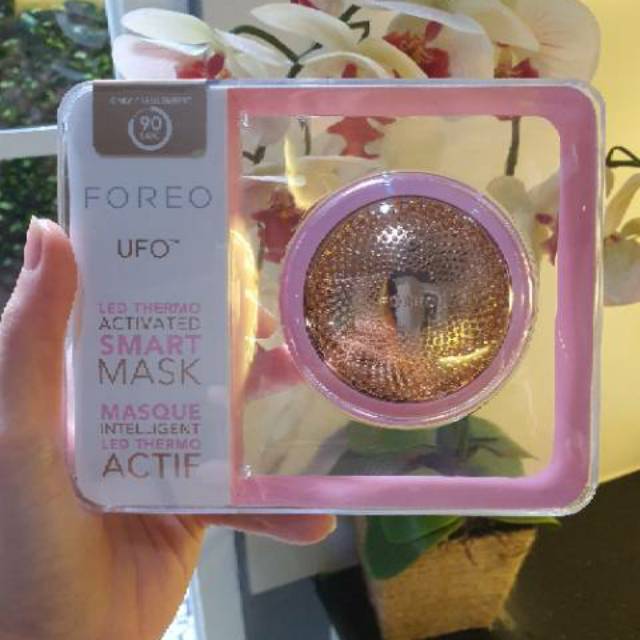 90
FOREO
UFO™
LED THERMO
ACTIVATED
SMART
MASK
MASQUE
INTELLIGENT
LED THERMO
ACTIF